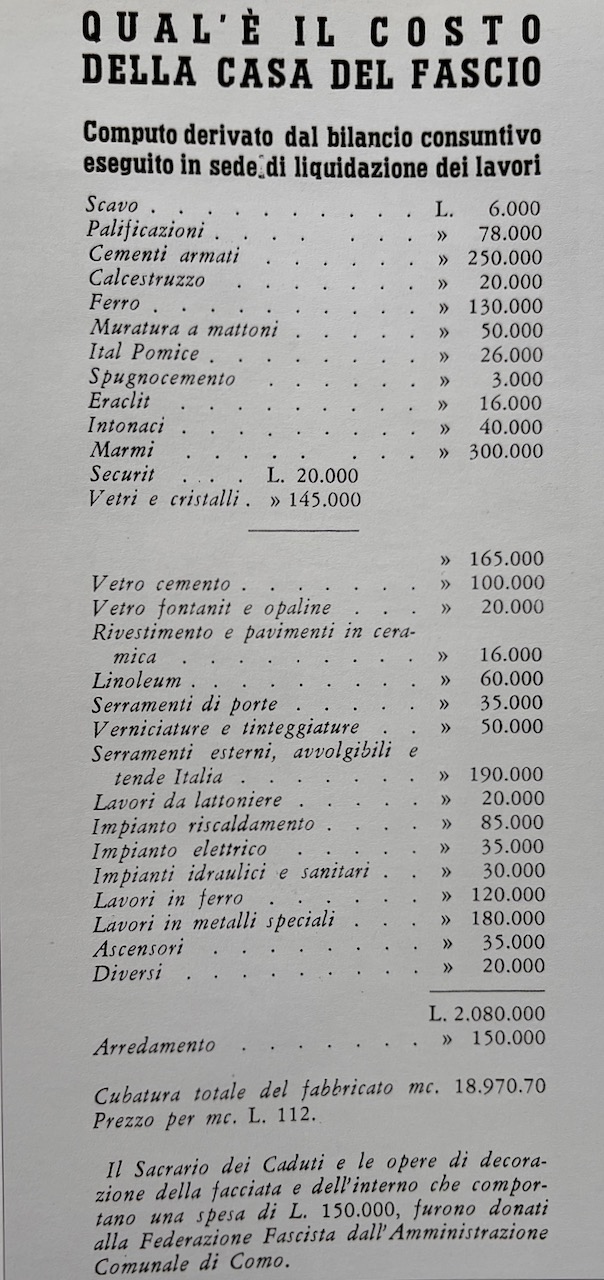 QUAL'È IL COSTO
DELLA CASA DEL FASCIO
Computo derivato dal bilancio consuntivo
eseguito in sede di liquidazione dei lavori
Scavo . . . . . . . . . . L. 6.000
Palificazioni . . . . . . . » 78.000
Cementi armati . . . . . . » 250.000
Calcestruzzo . . . . . . » 20.000
Ferro . . . . . . . . . . » 130.000
Muratura a mattoni . . . . . » 50.000
Ital Pomice . . . . . . . . » 26.000
Spugnocemento . . . . . . » 3.000
Eraclit . . . . . . . . . » 16.000
Intonaci . . . . . . . . . » 40.000
Marmi . . . . . . . . » 300.000
Securit . . . . L. 20.000
Vetri e cristalli . » 145.000
» 165.000
Vetro cemento . . . . . . . » 100.000
Vetro fontanit e opaline . . . » 20.000
Rivestimento e pavimenti in cera-
mica . . . . . . . . . » 16.000
Linoleum . . . . . . . . . » 60.000
Serramenti di porte . . . . . » 35.000
Verniciature e tinteggiature . . » 50.000
Serramenti esterni, avvolgibili e
tende Italia . . . . . . . » 190.000
Lavori da lattoniere . . . . . » 20.000
Impianto riscaldamento . . . . » 85.000
Impianto elettrico . . . . . » 35.000
Impianti idraulici e sanitari . . » 30.000
Lavori in ferro . . . . . . » 120.000
Lavori in metalli speciali . . . » 180.000
Ascensori . . . . . . . . » 35.000
Diversi . . . . . . . . . » 20.000
L. 2.080.000
Arredamento . . . . . . . » 150.000
Cubatura totale del fabbricato mc. 18.970.70
Prezzo per mc. L. 112.
Il Sacrario dei Caduti e le opere di decora-
zione della facciata e dell'interno che compor-
tano una spesa di L. 150.000, furono donati
alla Federazione Fascista dall'Amministrazione
Comunale di Como.